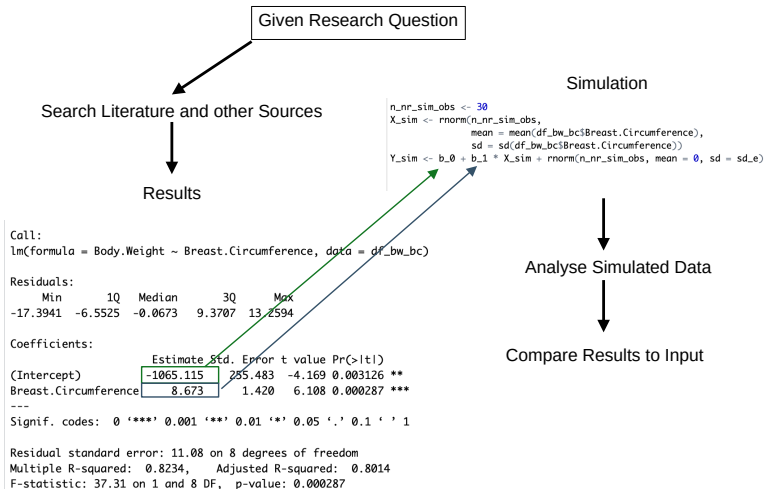 Given Research Question
Search Literature and other Sources
Results
Call:
lm(formula = Body.Weight ~ Breast.Circumference, data = df_bw_bc)
Residuals:
Min 1Q Median 3Q Max
-17.3941 -6.5525 -0.0673 9.3707 13.2594
Coefficients:
Estimate Std. Error t value Pr(>|t|)
(Intercept) -1065.115 255.483 -4.169 0.003126 **
Breast.Circumference 8.673 1.420 6.108 0.000287 ***
---
Signif. codes: 0 ‘***’ 0.001 ‘**’ 0.01 ‘*’ 0.05 ‘.’ 0.1 ‘ ’ 1
Residual standard error: 11.08 on 8 degrees of freedom
Multiple R-squared: 0.8234, Adjusted R-squared: 0.8014
F-statistic: 37.31 on 1 and 8 DF, p-value: 0.000287
Simulation
n_nr_sim_obs <- 30
X_sim <- rnorm(n_nr_sim_obs,
mean = mean(df_bw_bc$Breast.Circumference),
sd = sd(df_bw_bc$Breast.Circumference))
Y_sim <- b_0 + b_1 * X_sim + rnorm(n_nr_sim_obs, mean = 0, sd = sd_e)
Analyse Simulated Data
Compare Results to Input